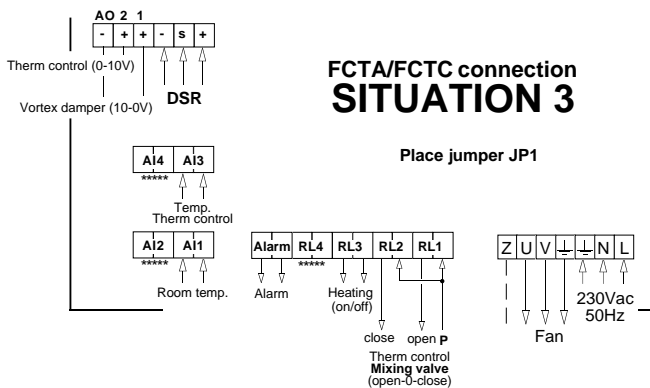 AO 2 1
- + + - s +
Therm control (0-10V)
Vortex damper (10-0V)
DSR
FCTA/FCTC connection
SITUATION 3
Place jumper JP1
AI4 AI3
*****
Temp.
Therm control
AI2 AI1
*****
Room temp.
Alarm RL4 RL3 RL2 RL1
*****
Alarm
Heating
(on/off)
close
open P
Therm control
Mixing valve
(open-0-close)
Z U V N L
230Vac
50Hz
Fan